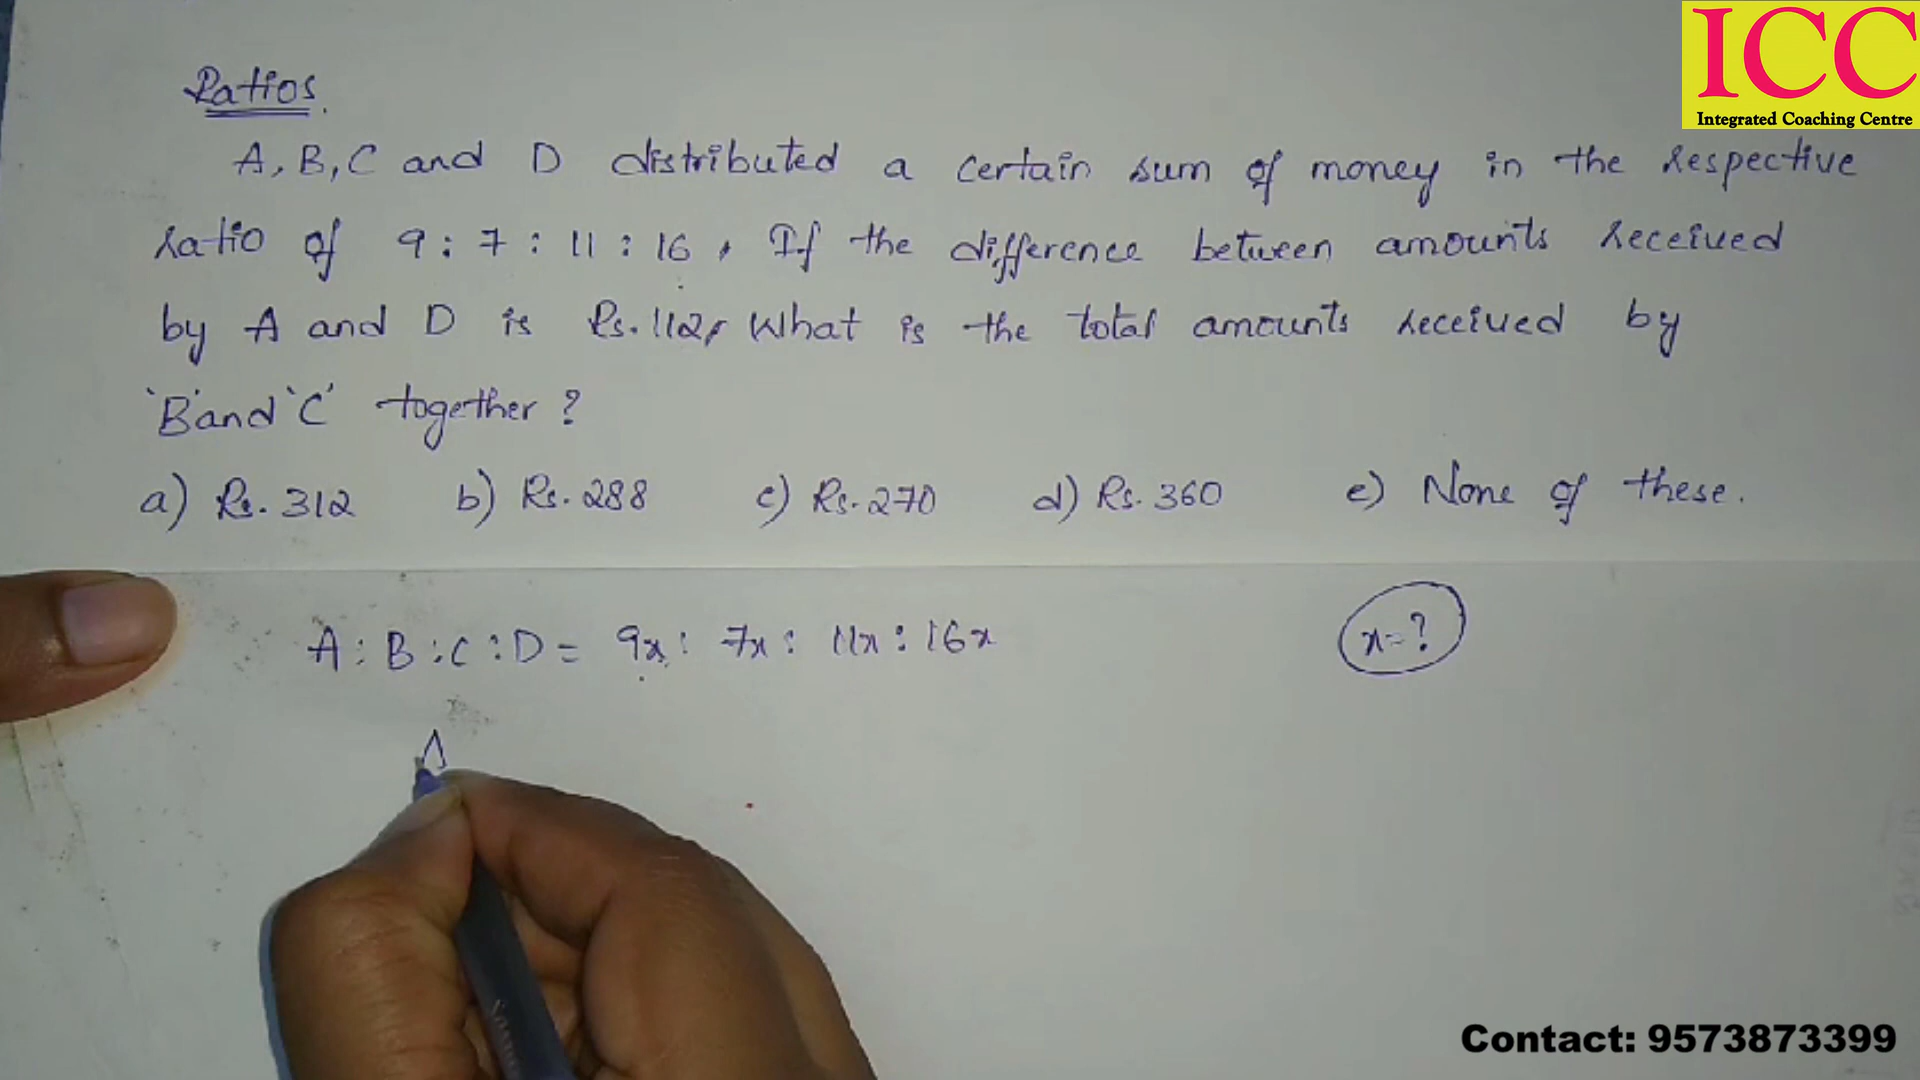 ICC
Integrated Coaching Centre
Ratios.
A, B, C and D distributed a certain sum of money in the respective
ratio of 9 : 7 : 11 : 16, If the difference between amounts received
by A and D is Rs. 112, What is the total amounts received by
'B' and 'C' together ?
a) Rs. 312 b) Rs. 288 c) Rs. 270 d) Rs. 360 e) None of these.
A : B : C : D = 9x : 7x : 11x : 16x x = ?
A
Contact: 9573873399